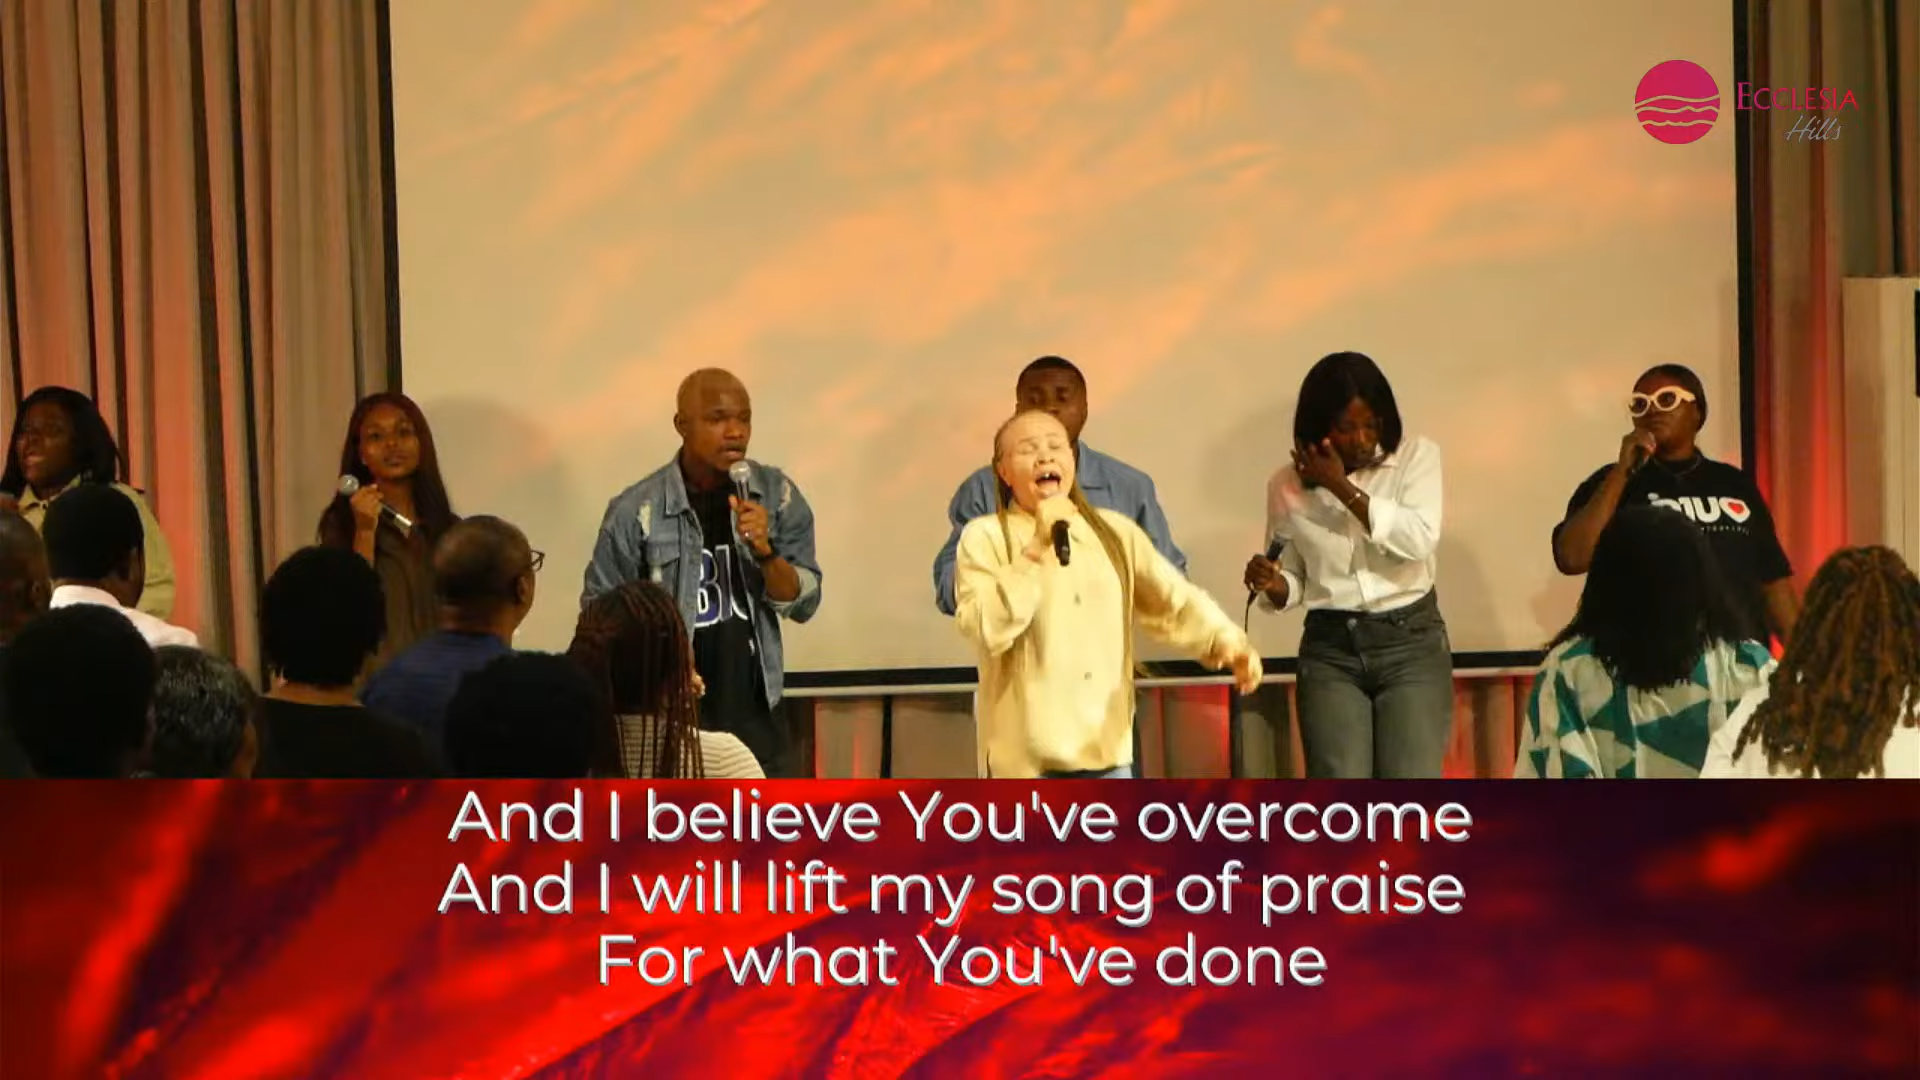 ECCLESIA
Hills
And I believe You've overcome
And I will lift my song of praise
For what You've done